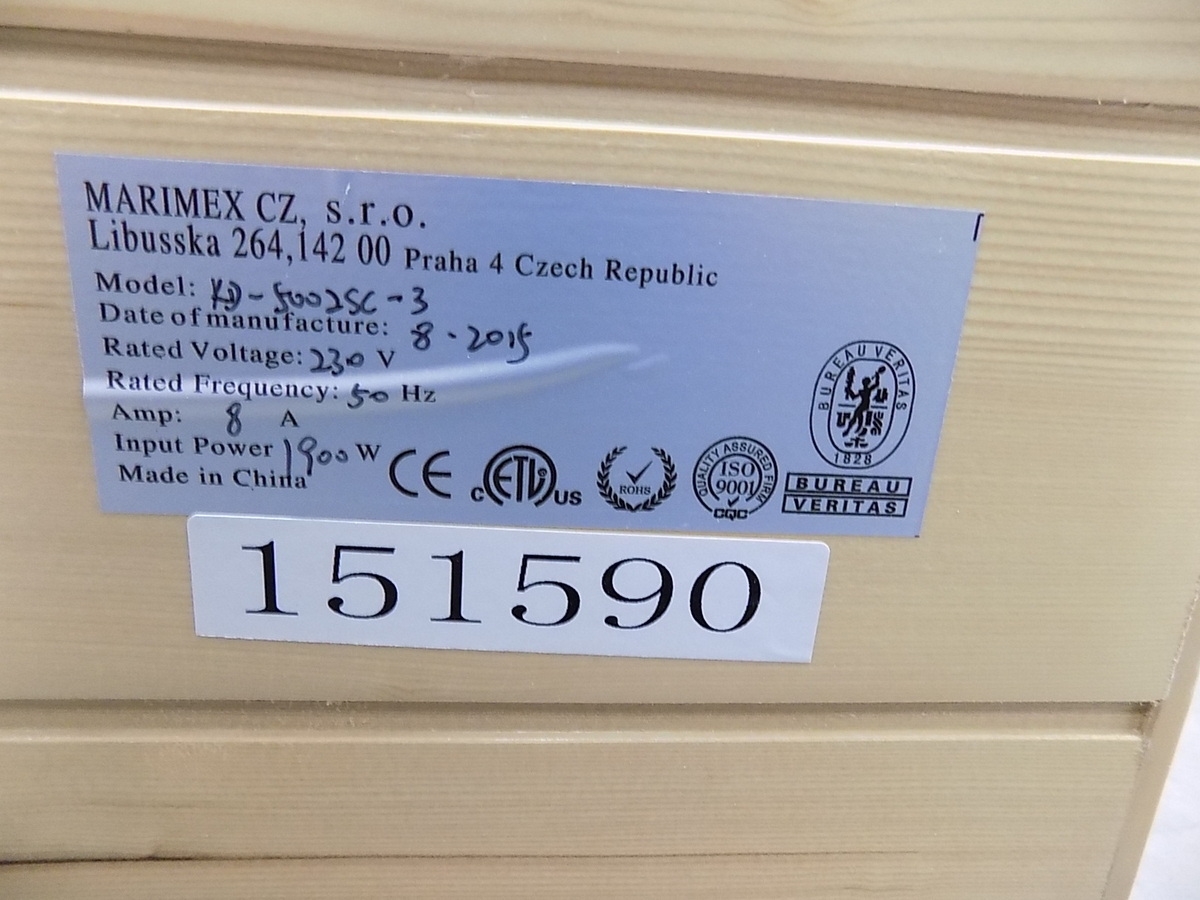 MARIMEX CZ, s.r.o.
Libusska 264,142 00 Praha 4 Czech Republic
Model: KD-5002SC-3
Date of manufacture: 8-2015
Rated Voltage: 230 V
Rated Frequency: 50 Hz
Amp: 8 A
Input Power 1900 W
Made in China
CE
C ETL US
ROHS
QUALITY ASSURED FIRM
ISO
9001
CQC
BUREAU VERITAS
1828
BUREAU
VERITAS
151590